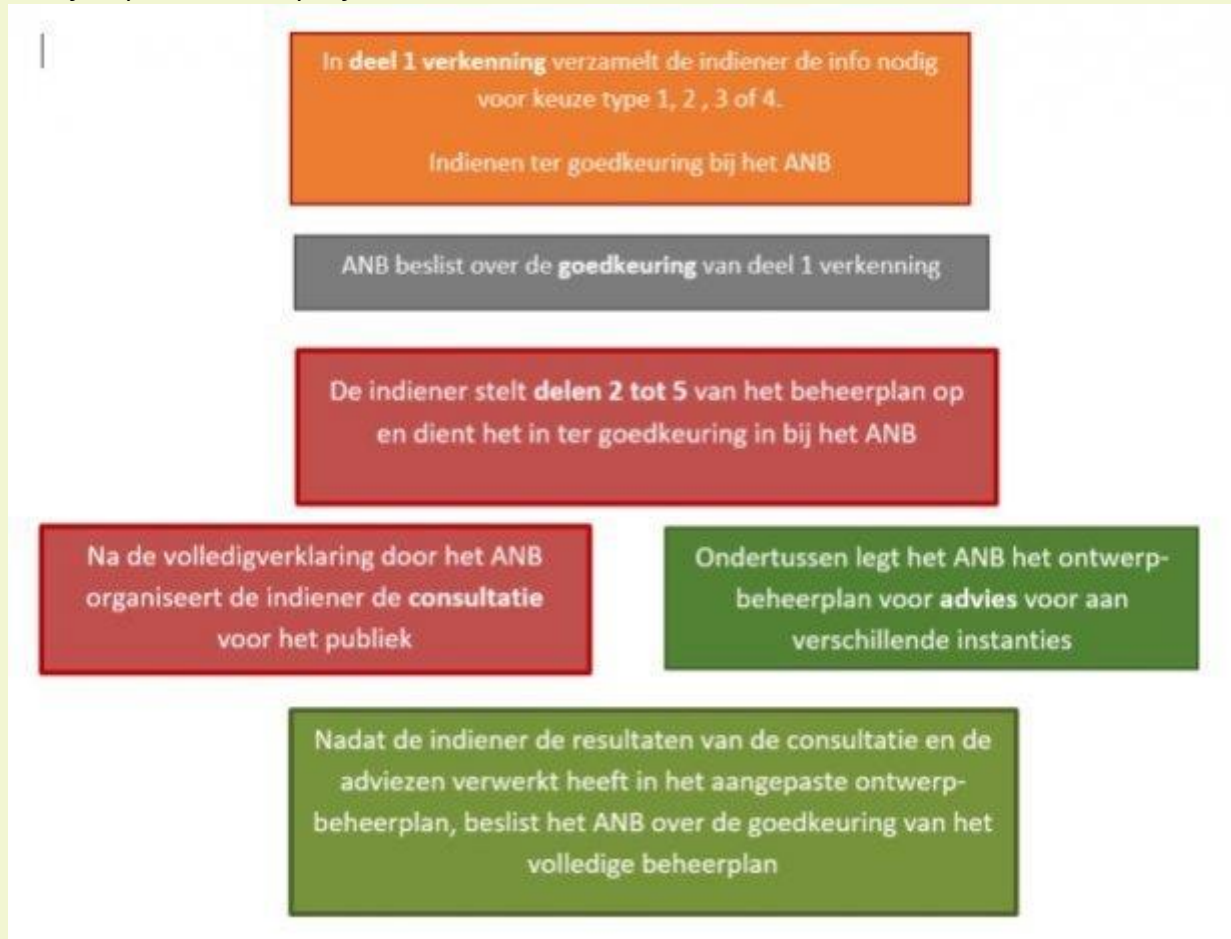 In deel 1 verkenning verzamelt de indiener de info nodig
voor keuze type 1, 2 , 3 of 4.
Indienen ter goedkeuring bij het ANB
ANB beslist over de goedkeuring van deel 1 verkenning
De indiener stelt delen 2 tot 5 van het beheerplan op
en dient het in ter goedkeuring in bij het ANB
Na de volledigverklaring door het ANB
organiseert de indiener de consultatie
voor het publiek
Ondertussen legt het ANB het ontwerp-
beheerplan voor advies voor aan
verschillende instanties
Nadat de indiener de resultaten van de consultatie en de
adviezen verwerkt heeft in het aangepaste ontwerp-
beheerplan, beslist het ANB over de goedkeuring van het
volledige beheerplan